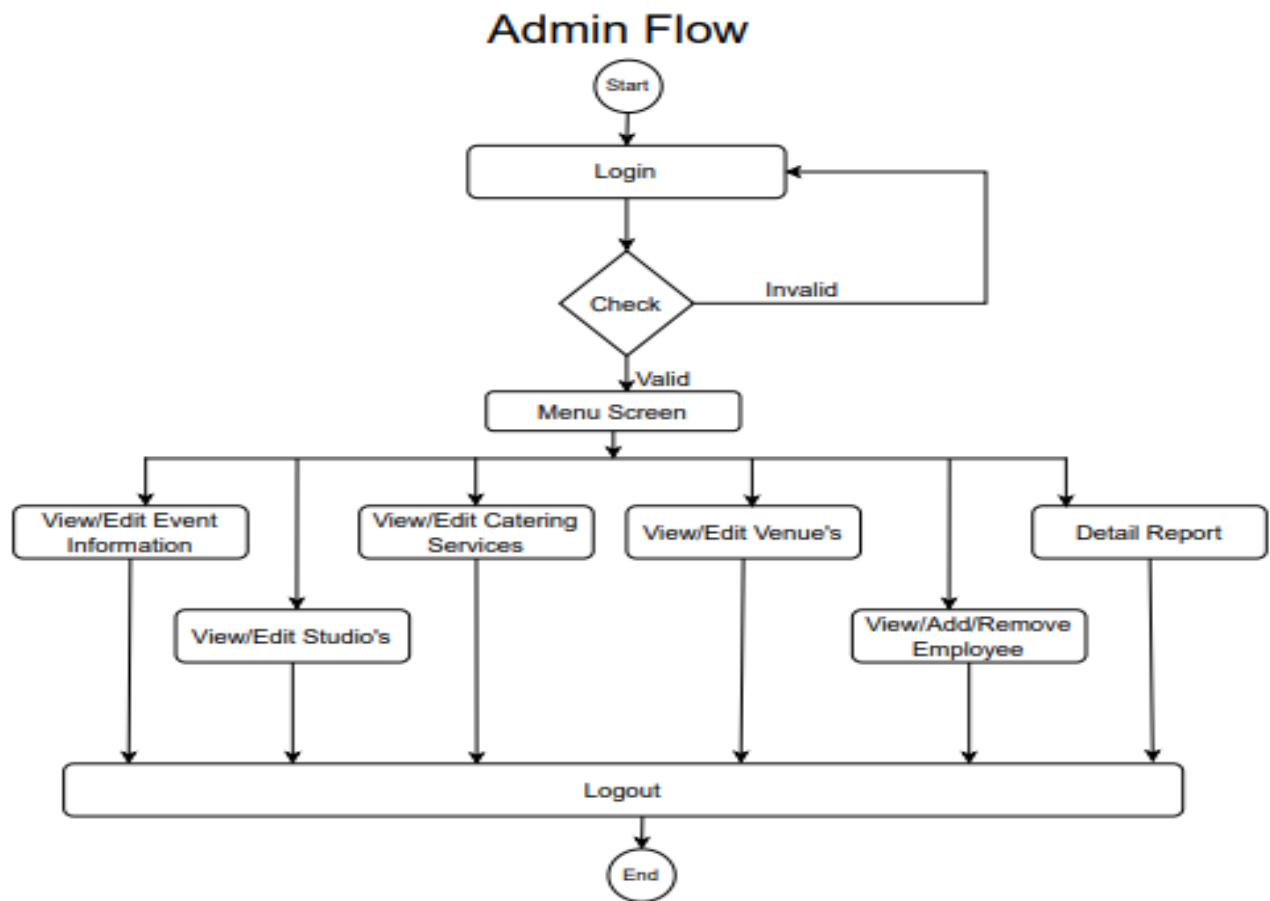 Admin Flow
Start
Login
Check
Invalid
Valid
Menu Screen
View/Edit Event
Information
View/Edit Catering
Services
View/Edit Venue's
Detail Report
View/Edit Studio's
View/Add/Remove
Employee
Logout
End